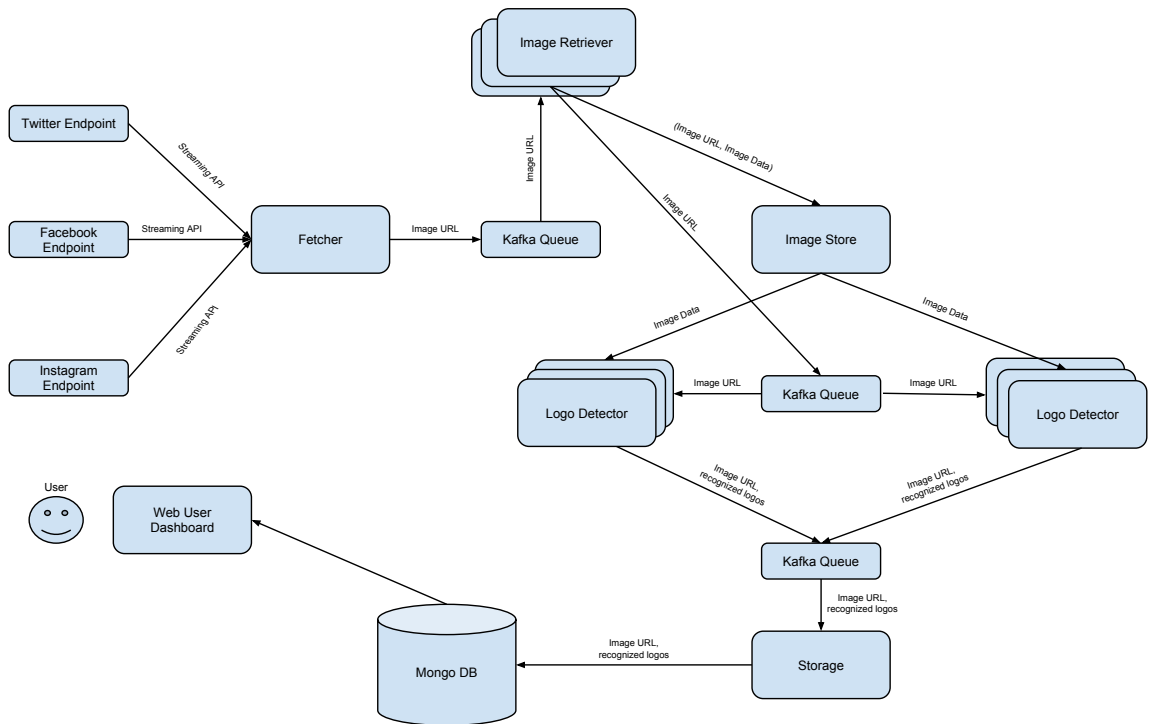 Image Retriever
Twitter Endpoint
Streaming API
(Image URL, Image Data)
Image URL
Image URL
Facebook
Endpoint
Streaming API
Fetcher
Image URL
Kafka Queue
Image Store
Streaming API
Instagram
Endpoint
Image Data
Image Data
Logo Detector
Image URL
Kafka Queue
Image URL
Logo Detector
Image URL,
recognized logos
Image URL,
recognized logos
User
Web User
Dashboard
Kafka Queue
Image URL,
recognized logos
Storage
Image URL,
recognized logos
Mongo DB